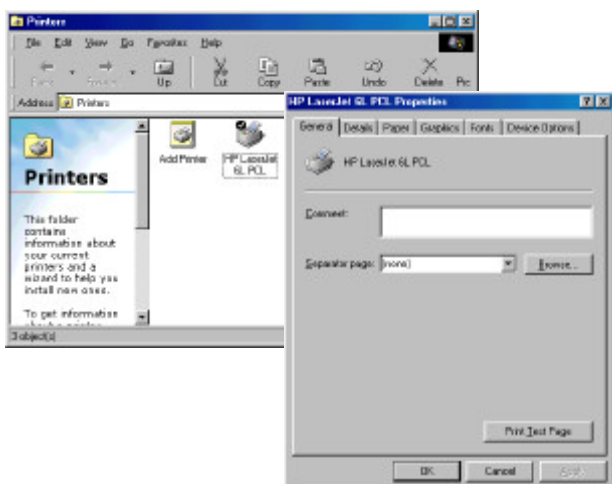 Printers
File Edit View Go Favorites Help
Up Cut Copy Paste Undo Delete
Address Printers
Printers
This folder
contains
information about
your current
printers and a
wizard to help you
install new ones.
To get information
Add Printer
HP LaserJet
6L PCL
3 object(s)
HP LaserJet 6L PCL Properties
General Details Paper Graphics Fonts Device Options
HP LaserJet 6L PCL
Comment:
Separator page: (none) Browse...
Print Test Page
OK Cancel Apply